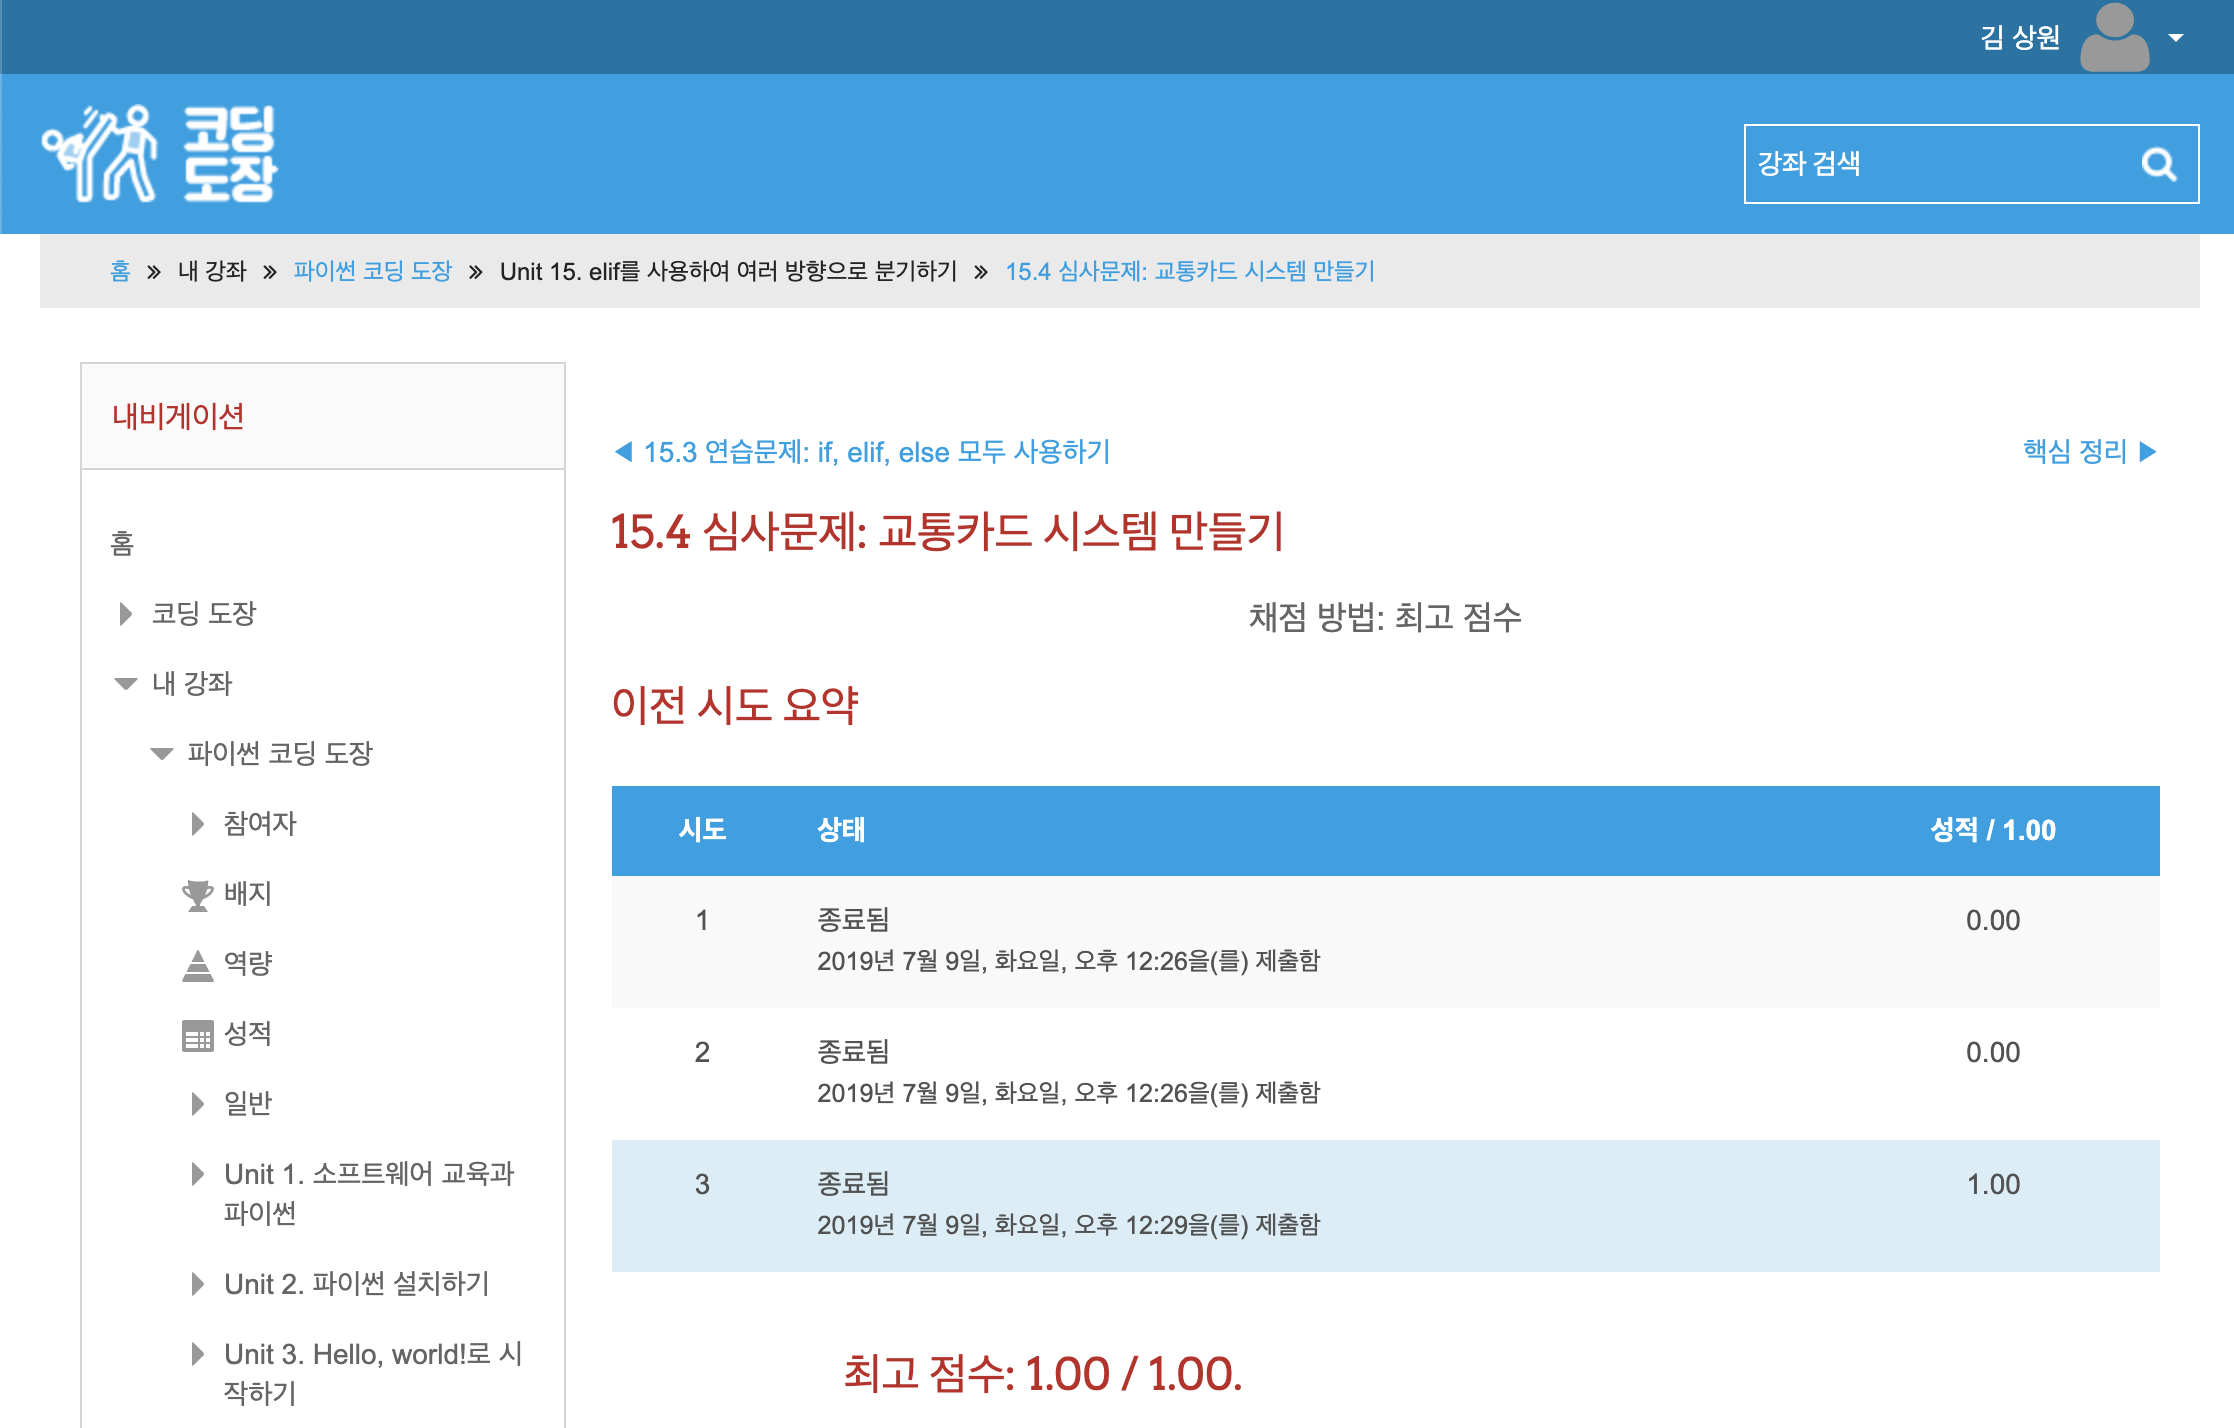 김 상원
코딩
도장
강좌 검색
홈 » 내 강좌 » 파이썬 코딩 도장 » Unit 15. elif를 사용하여 여러 방향으로 분기하기 » 15.4 심사문제: 교통카드 시스템 만들기
내비게이션
홈
▶ 코딩 도장
▼ 내 강좌
▼ 파이썬 코딩 도장
▶ 참여자
배지
역량
성적
▶ 일반
▶ Unit 1. 소프트웨어 교육과
파이썬
▶ Unit 2. 파이썬 설치하기
▶ Unit 3. Hello, world!로 시
작하기
◀ 15.3 연습문제: if, elif, else 모두 사용하기
핵심 정리 ▶
15.4 심사문제: 교통카드 시스템 만들기
채점 방법: 최고 점수
이전 시도 요약
시도 상태 성적 / 1.00
1 종료됨 0.00
2019년 7월 9일, 화요일, 오후 12:26을(를) 제출함
2 종료됨 0.00
2019년 7월 9일, 화요일, 오후 12:26을(를) 제출함
3 종료됨 1.00
2019년 7월 9일, 화요일, 오후 12:29을(를) 제출함
최고 점수: 1.00 / 1.00.